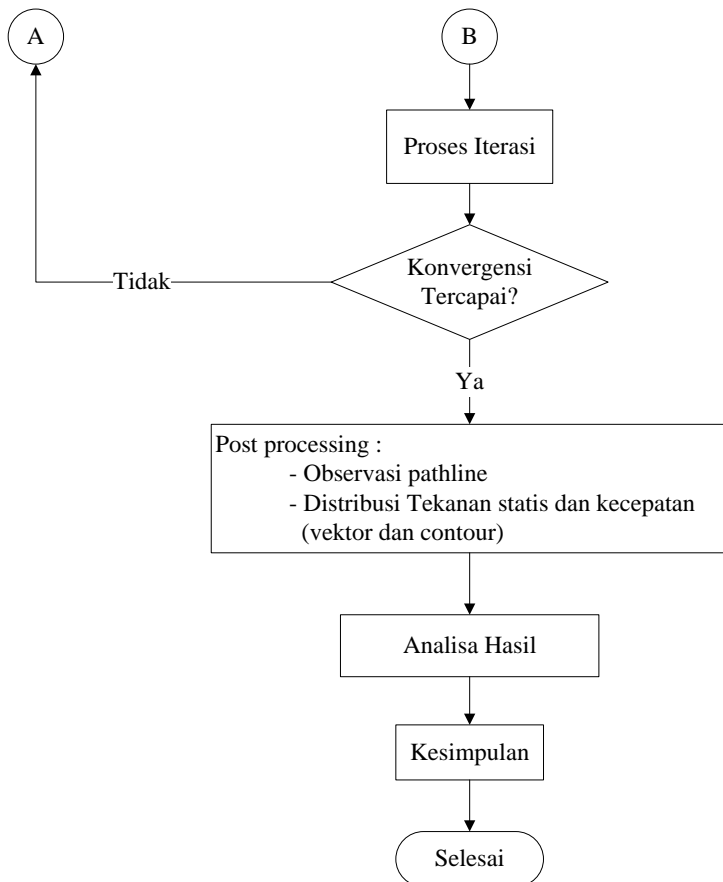 A
B
Proses Iterasi
Konvergensi
Tercapai?
Tidak
Ya
Post processing :
- Observasi pathline
- Distribusi Tekanan statis dan kecepatan
(vektor dan contour)
Analisa Hasil
Kesimpulan
Selesai